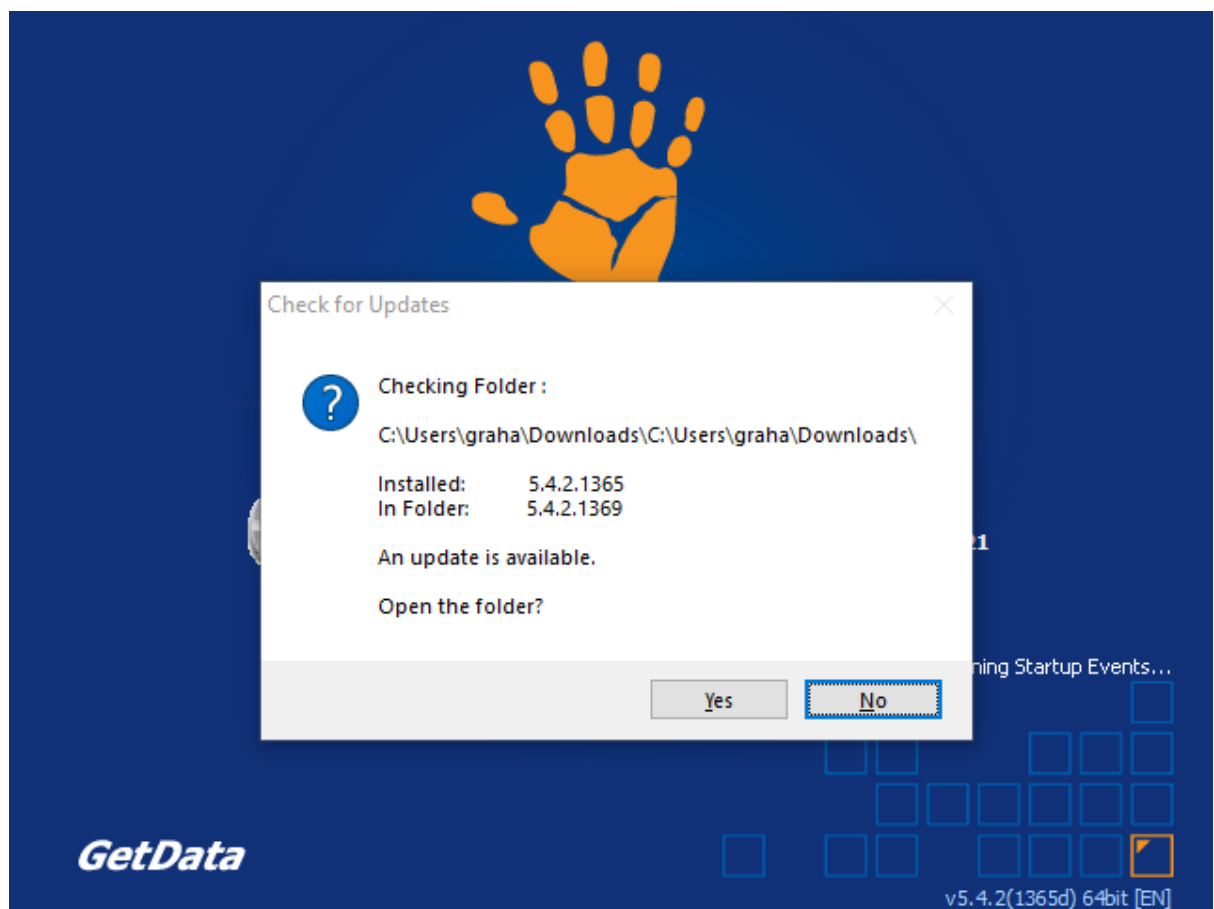 Check for Updates
Checking Folder :
C:\Users\graha\Downloads\C:\Users\graha\Downloads\
Installed: 5.4.2.1365
In Folder: 5.4.2.1369
An update is available.
Open the folder?
Yes No
21
ning Startup Events...
GetData
v5.4.2(1365d) 64bit [EN]